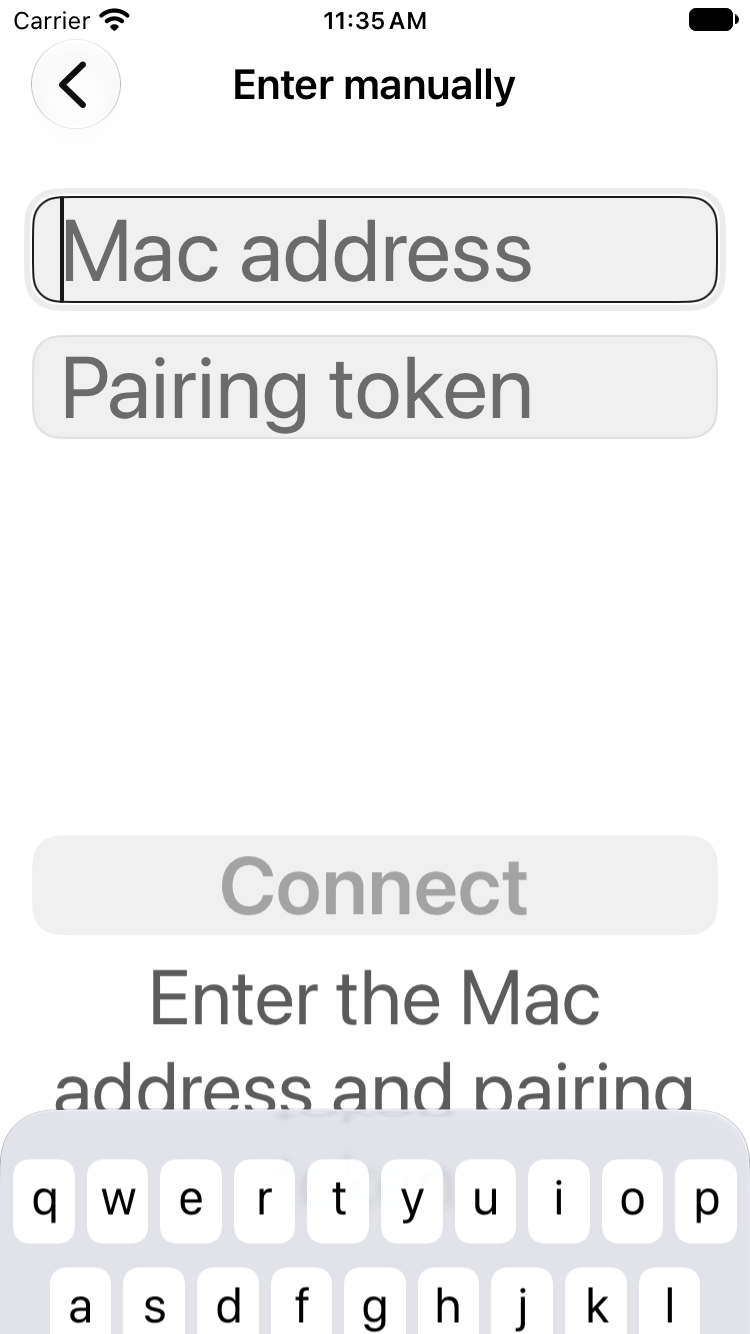 Carrier 11:35 AM
Enter manually
Mac address
Pairing token
Connect
Enter the Mac
address and pairing
q w e r t y u i o p
a s d f g h j k l